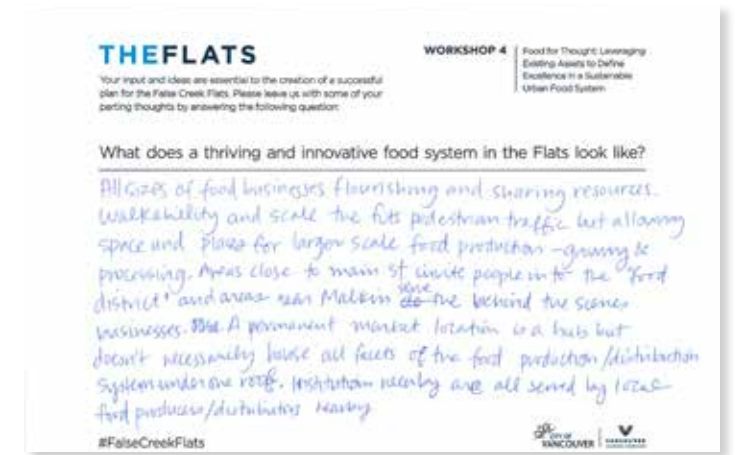 THEFLATS
Your input and ideas are essential to the creation of a successful
plan for the False Creek Flats. Please leave us with some of your
parting thoughts by answering the following question:
WORKSHOP 4
Food for Thought: Leveraging
Existing Assets to Define
Excellence in a Sustainable
Urban Food System
What does a thriving and innovative food system in the Flats look like?
All sizes of food businesses flourishing and sharing resources.
Walkability and scale the fits pedestrian traffic but allowing
space and for larger scale food production - growing &
processing. Areas close to main st invite people into the "food
district" and areas near Malkin serve the behind the scenes
businesses. A permanent market location is a hub but
doesn't necessarily house all facets of the food production/distribution
system under one roof. Institution nearby are all served by local
food producers/distributors nearby
#FalseCreekFlats
CITY OF
VANCOUVER
VANCOUVER